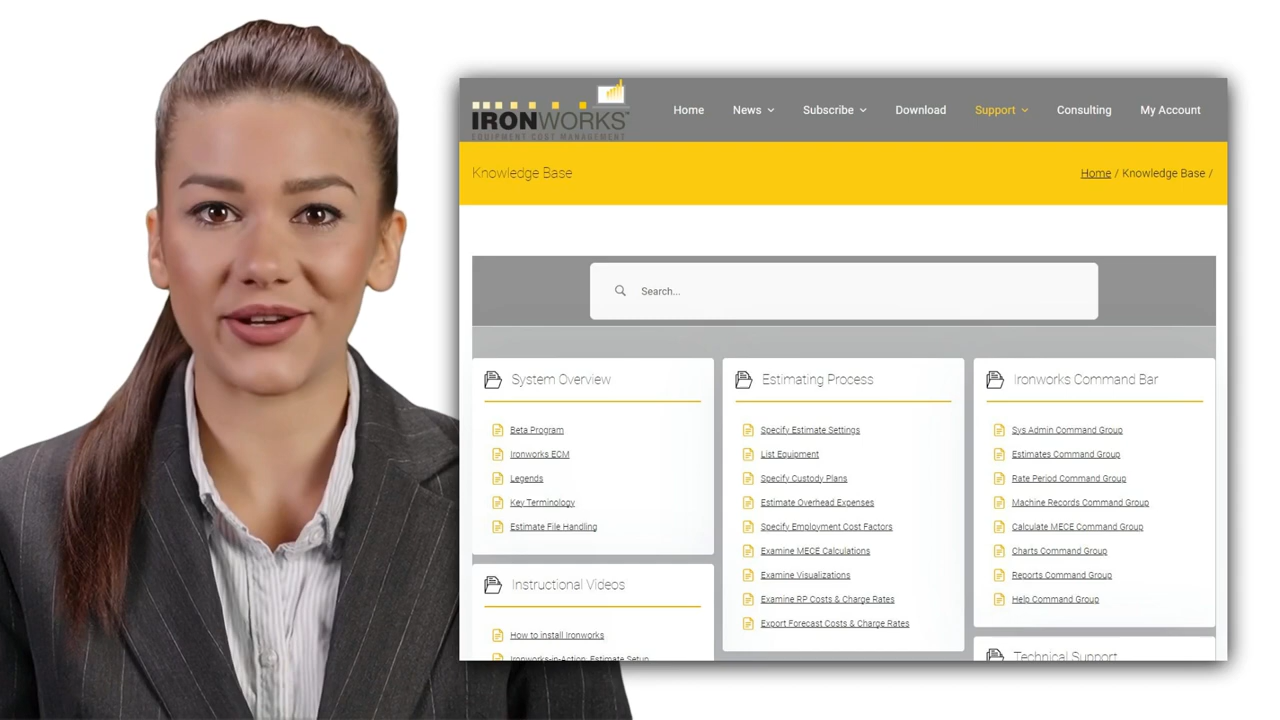 IRONWORKS
EQUIPMENT COST MANAGEMENT
Home
News
Subscribe
Download
Support
Consulting
My Account
Knowledge Base
Home / Knowledge Base /
Search...
System Overview
Beta Program
Ironworks ECM
Legends
Key Terminology
Estimate File Handling
Instructional Videos
How to install Ironworks
Ironworks-in-Action, Estimate Setup
Estimating Process
Specify Estimate Settings
List Equipment
Specify Custody Plans
Estimate Overhead Expenses
Specify Employment Cost Factors
Examine MECE Calculations
Examine Visualizations
Examine RP Costs & Charge Rates
Export Forecast Costs & Charge Rates
Ironworks Command Bar
Sys Admin Command Group
Estimates Command Group
Rate Period Command Group
Machine Records Command Group
Calculate MECE Command Group
Charts Command Group
Reports Command Group
Help Command Group
Technical Support